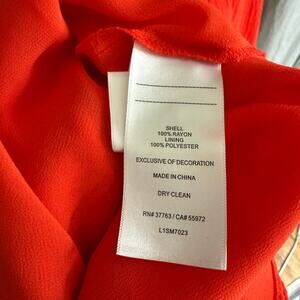 SHELL
100% RAYON
LINING
100% POLYESTER
EXCLUSIVE OF DECORATION
MADE IN CHINA
DRY CLEAN
RN# 37763 / CA# 55972
L1SM7023